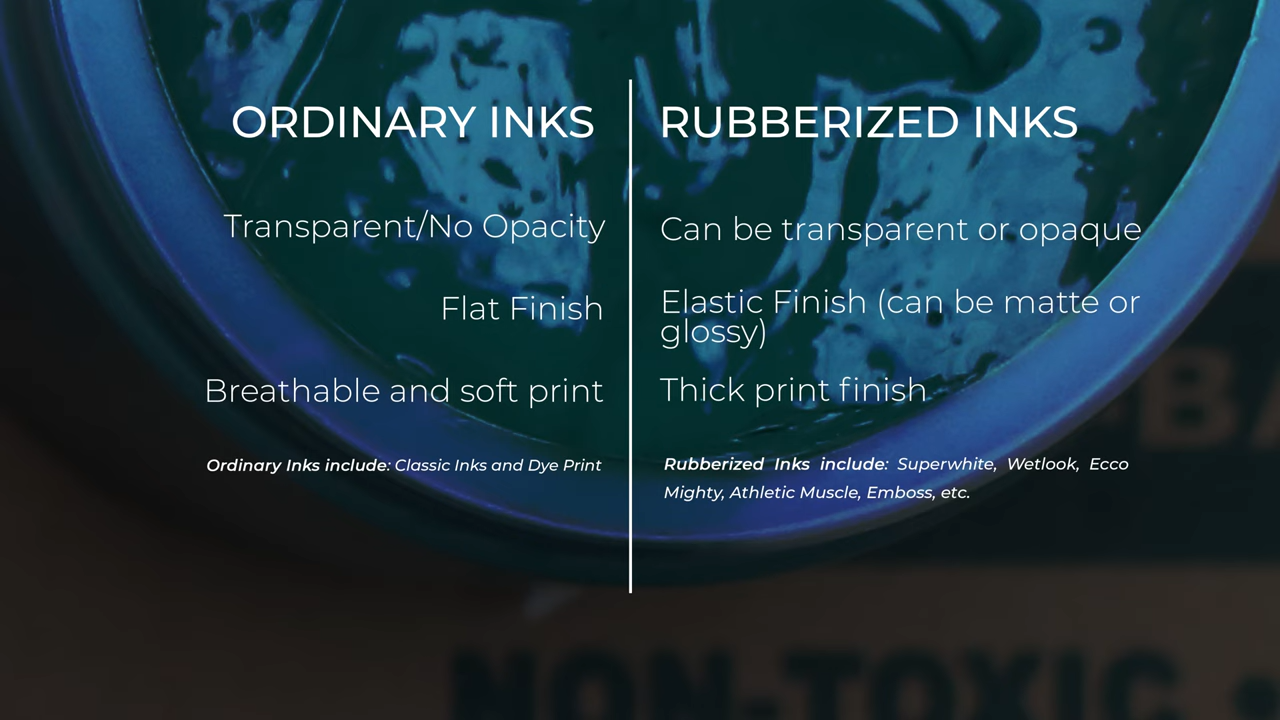 ORDINARY INKS
Transparent/No Opacity
Flat Finish
Breathable and soft print
Ordinary Inks include: Classic Inks and Dye Print
RUBBERIZED INKS
Can be transparent or opaque
Elastic Finish (can be matte or
glossy)
Thick print finish
Rubberized Inks include: Superwhite, Wetlook, Ecco
Mighty, Athletic Muscle, Emboss, etc.
BA
NON-TOXIC •